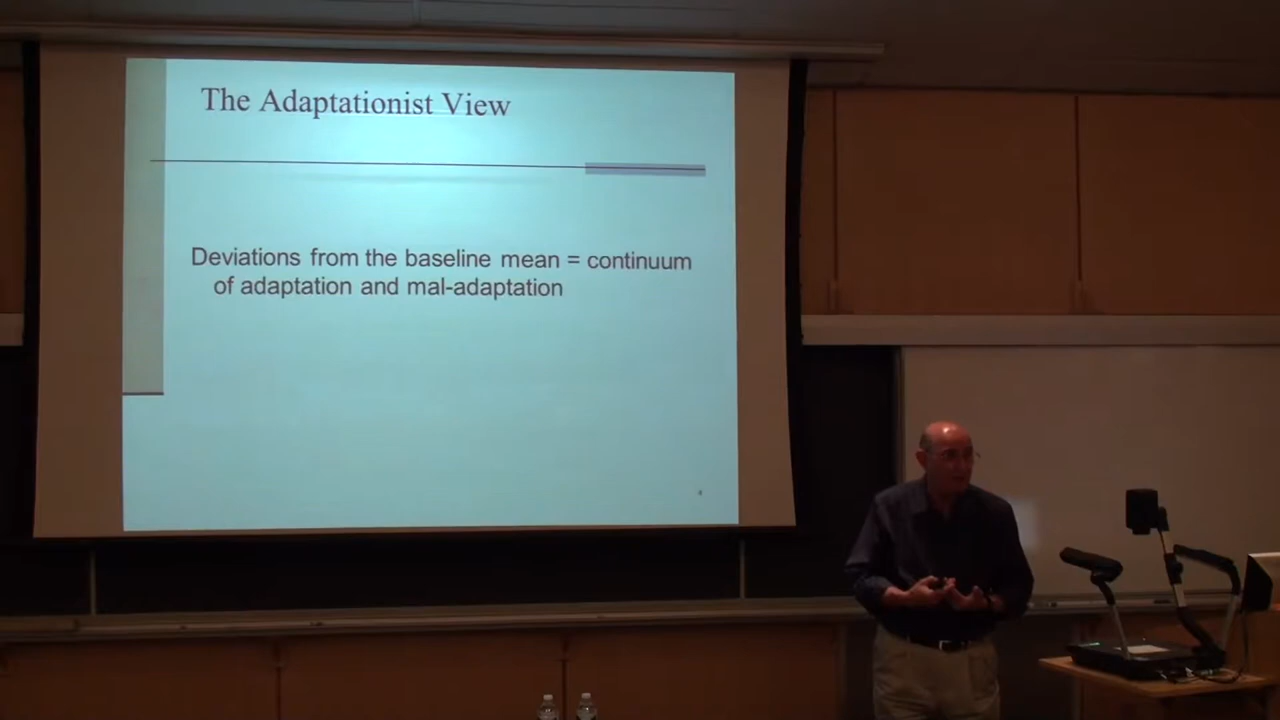 The Adaptationist View
Deviations from the baseline mean = continuum
of adaptation and mal-adaptation